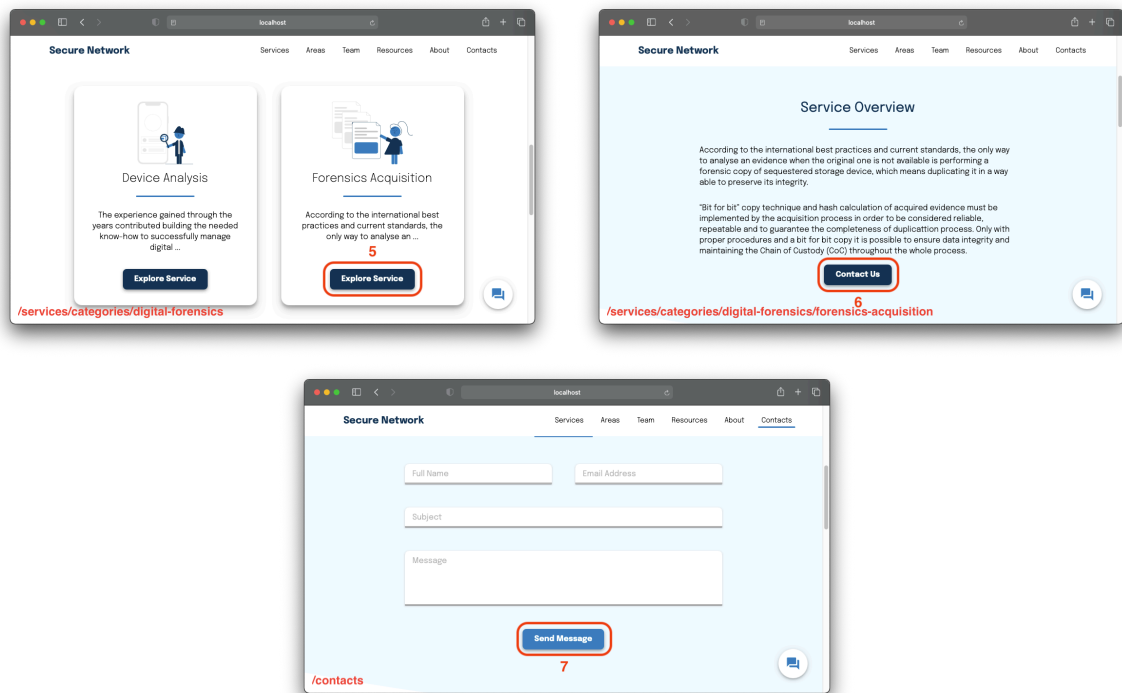 localhost
Secure Network
Services Areas Team Resources About Contacts
Device Analysis
The experience gained through the
years contributed building the needed
know-how to successfully manage
digital ...
Explore Service
Forensics Acquisition
According to the international best
practices and current standards, the
only way to analyse an ...
5
Explore Service
/services/categories/digital-forensics
localhost
Secure Network
Services Areas Team Resources About Contacts
Service Overview
According to the international best practices and current standards, the only way
to analyse an evidence when the original one is not available is performing a
forensic copy of sequestered storage device, which means duplicating it in a way
able to preserve its integrity.
"Bit for bit" copy technique and hash calculation of acquired evidence must be
implemented by the acquisition process in order to be considered reliable,
repeatable and to guarantee the completeness of duplicattion process. Only with
proper procedures and a bit for bit copy it is possible to ensure data integrity and
maintaining the Chain of Custody (CoC) throughout the whole process.
Contact Us
6
/services/categories/digital-forensics/forensics-acquisition
localhost
Secure Network
Services Areas Team Resources About Contacts
Full Name
Email Address
Subject
Message
Send Message
7
/contacts